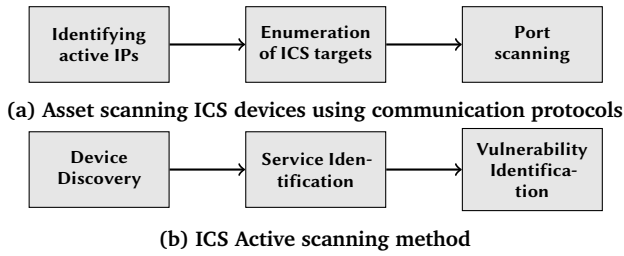 Identifying
active IPs
Enumeration
of ICS targets
Port
scanning
(a) Asset scanning ICS devices using communication protocols
Device
Discovery
Service Iden-
tification
Vulnerability
Identifica-
tion
(b) ICS Active scanning method